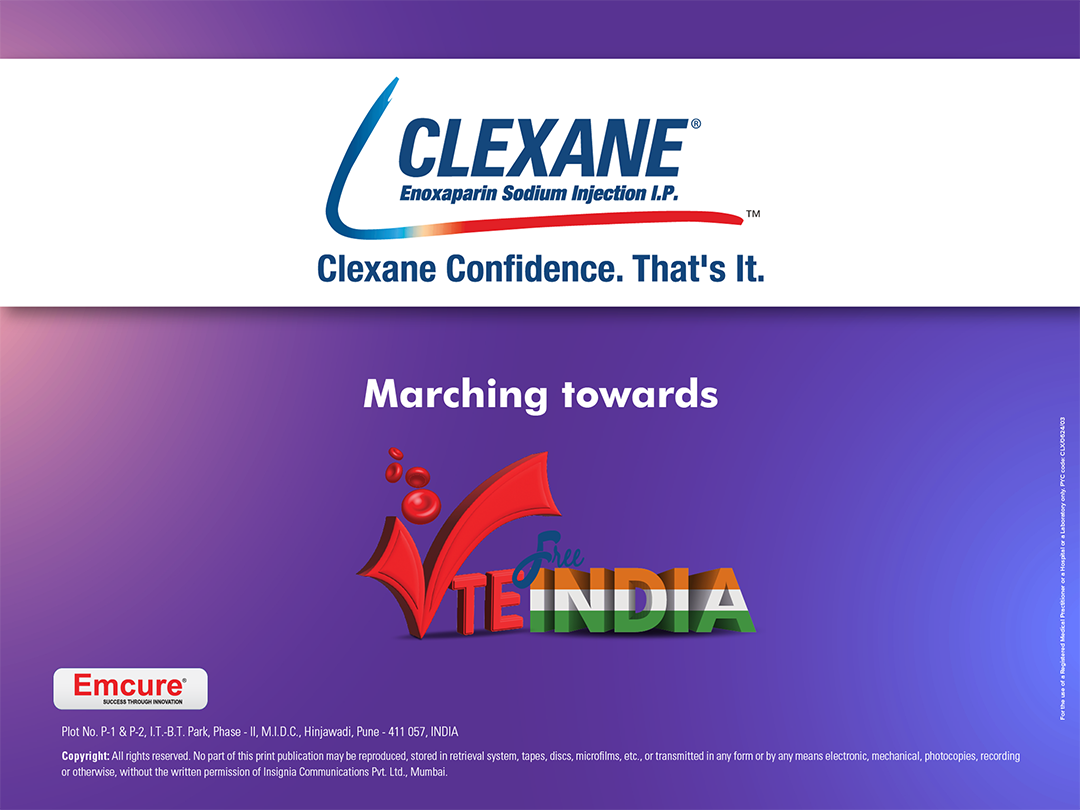 CLEXANE®
Enoxaparin Sodium Injection I.P.
TM
Clexane Confidence. That's It.
Marching towards
VTE Free INDIA
Emcure®
SUCCESS THROUGH INNOVATION
Plot No. P-1 & P-2, I.T.-B.T. Park, Phase - II, M.I.D.C., Hinjawadi, Pune - 411 057, INDIA
Copyright: All rights reserved. No part of this print publication may be reproduced, stored in retrieval system, tapes, discs, microfilms, etc., or transmitted in any form or by any means electronic, mechanical, photocopies, recording
or otherwise, without the written permission of Insignia Communications Pvt. Ltd., Mumbai.
For the use of a Registered Medical Practitioner or a Hospital or a Laboratory only. PYC code: CLX/0624/03